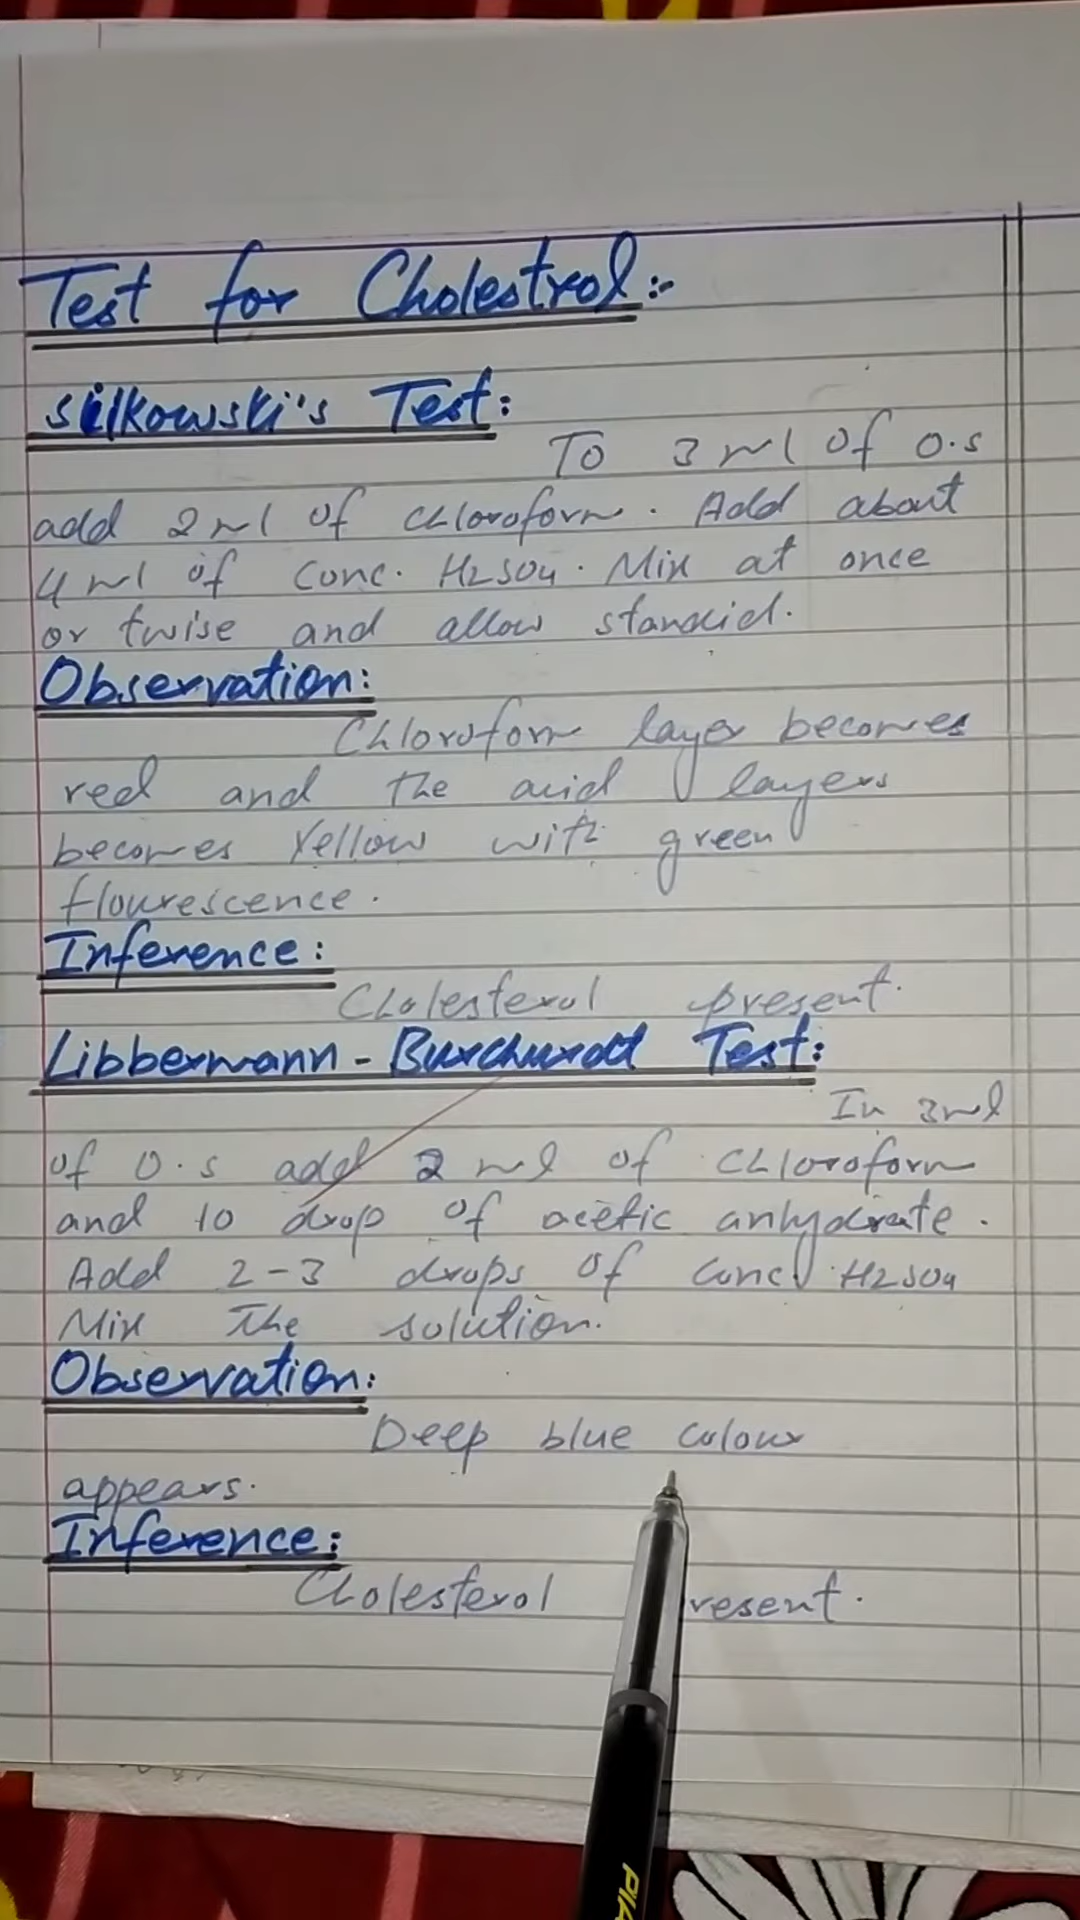 Test for Cholestrol:-
Silkowski's Test:
To 3 ml of o.s
add 2 ml of chloroform. Add about
4 ml of conc. H2SO4. Mix at once
or twise and allow
Observation:
Chloroform layer becomes
red and the acid layers
becomes Yellow with green
flourescence.
Inference:
Cholesterol present.
Libbermann-Burchurdt Test:
In 3ml
of o.s add 2 ml of chloroform
and 10 drop of acetic anhydrate.
Add 2-3 drops of conc. H2SO4
Mix The solution.
Observation:
Deep blue colour
appears.
Inference:
Cholesterol resent.